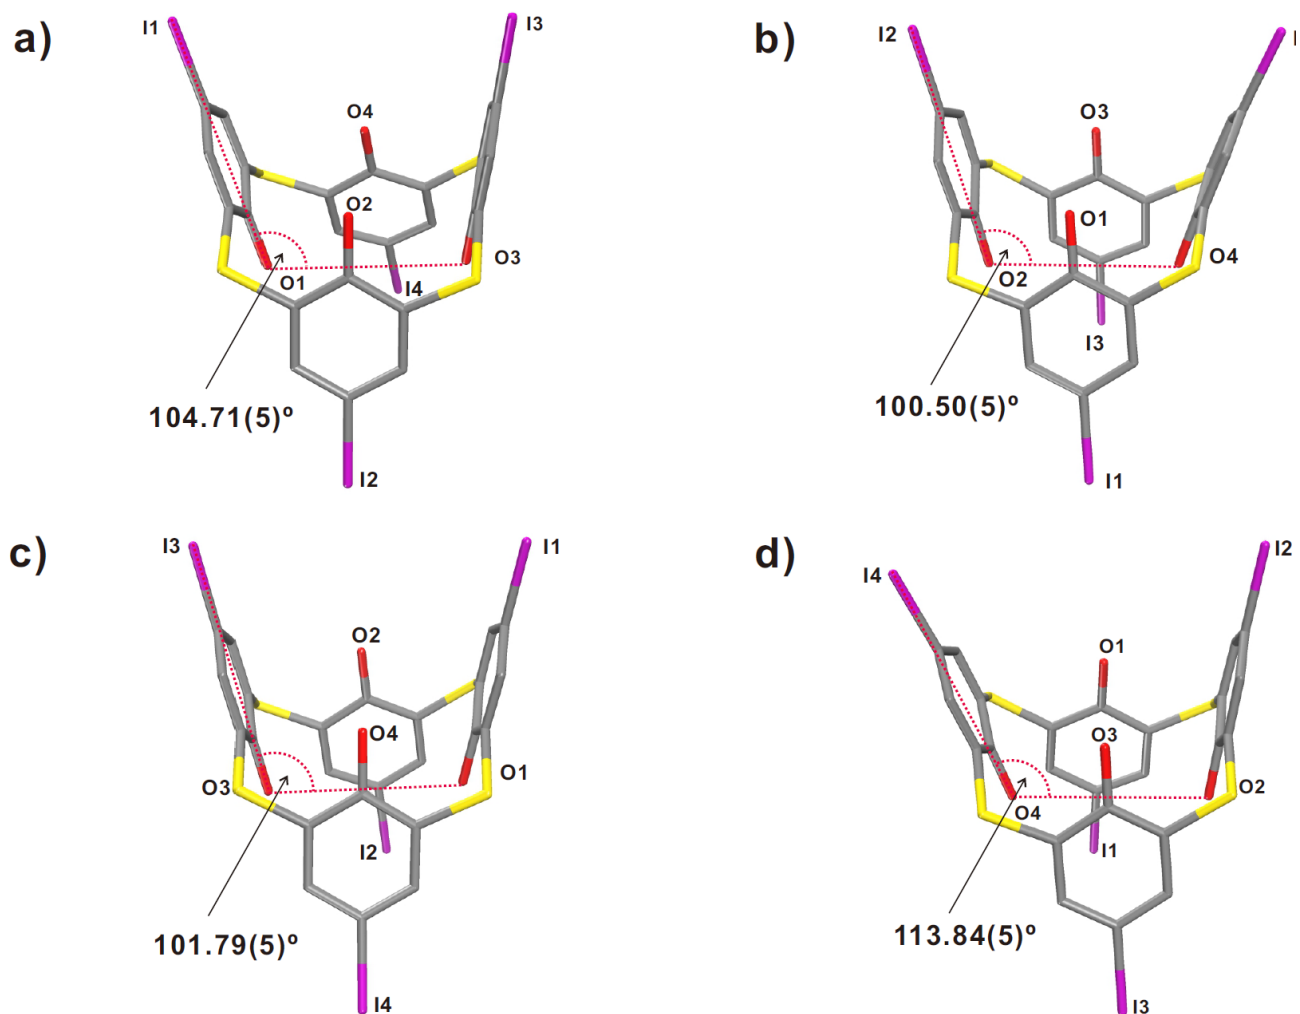 a)
I1
I3
O4
O2
O1
O3
I4
104.71(5)º
I2
b)
I2
I
O3
O1
O2
O4
I3
100.50(5)º
I1
c)
I3
I1
O2
O4
O3
O1
I2
101.79(5)º
I4
d)
I4
I2
O1
O3
O4
O2
I1
113.84(5)º
I3